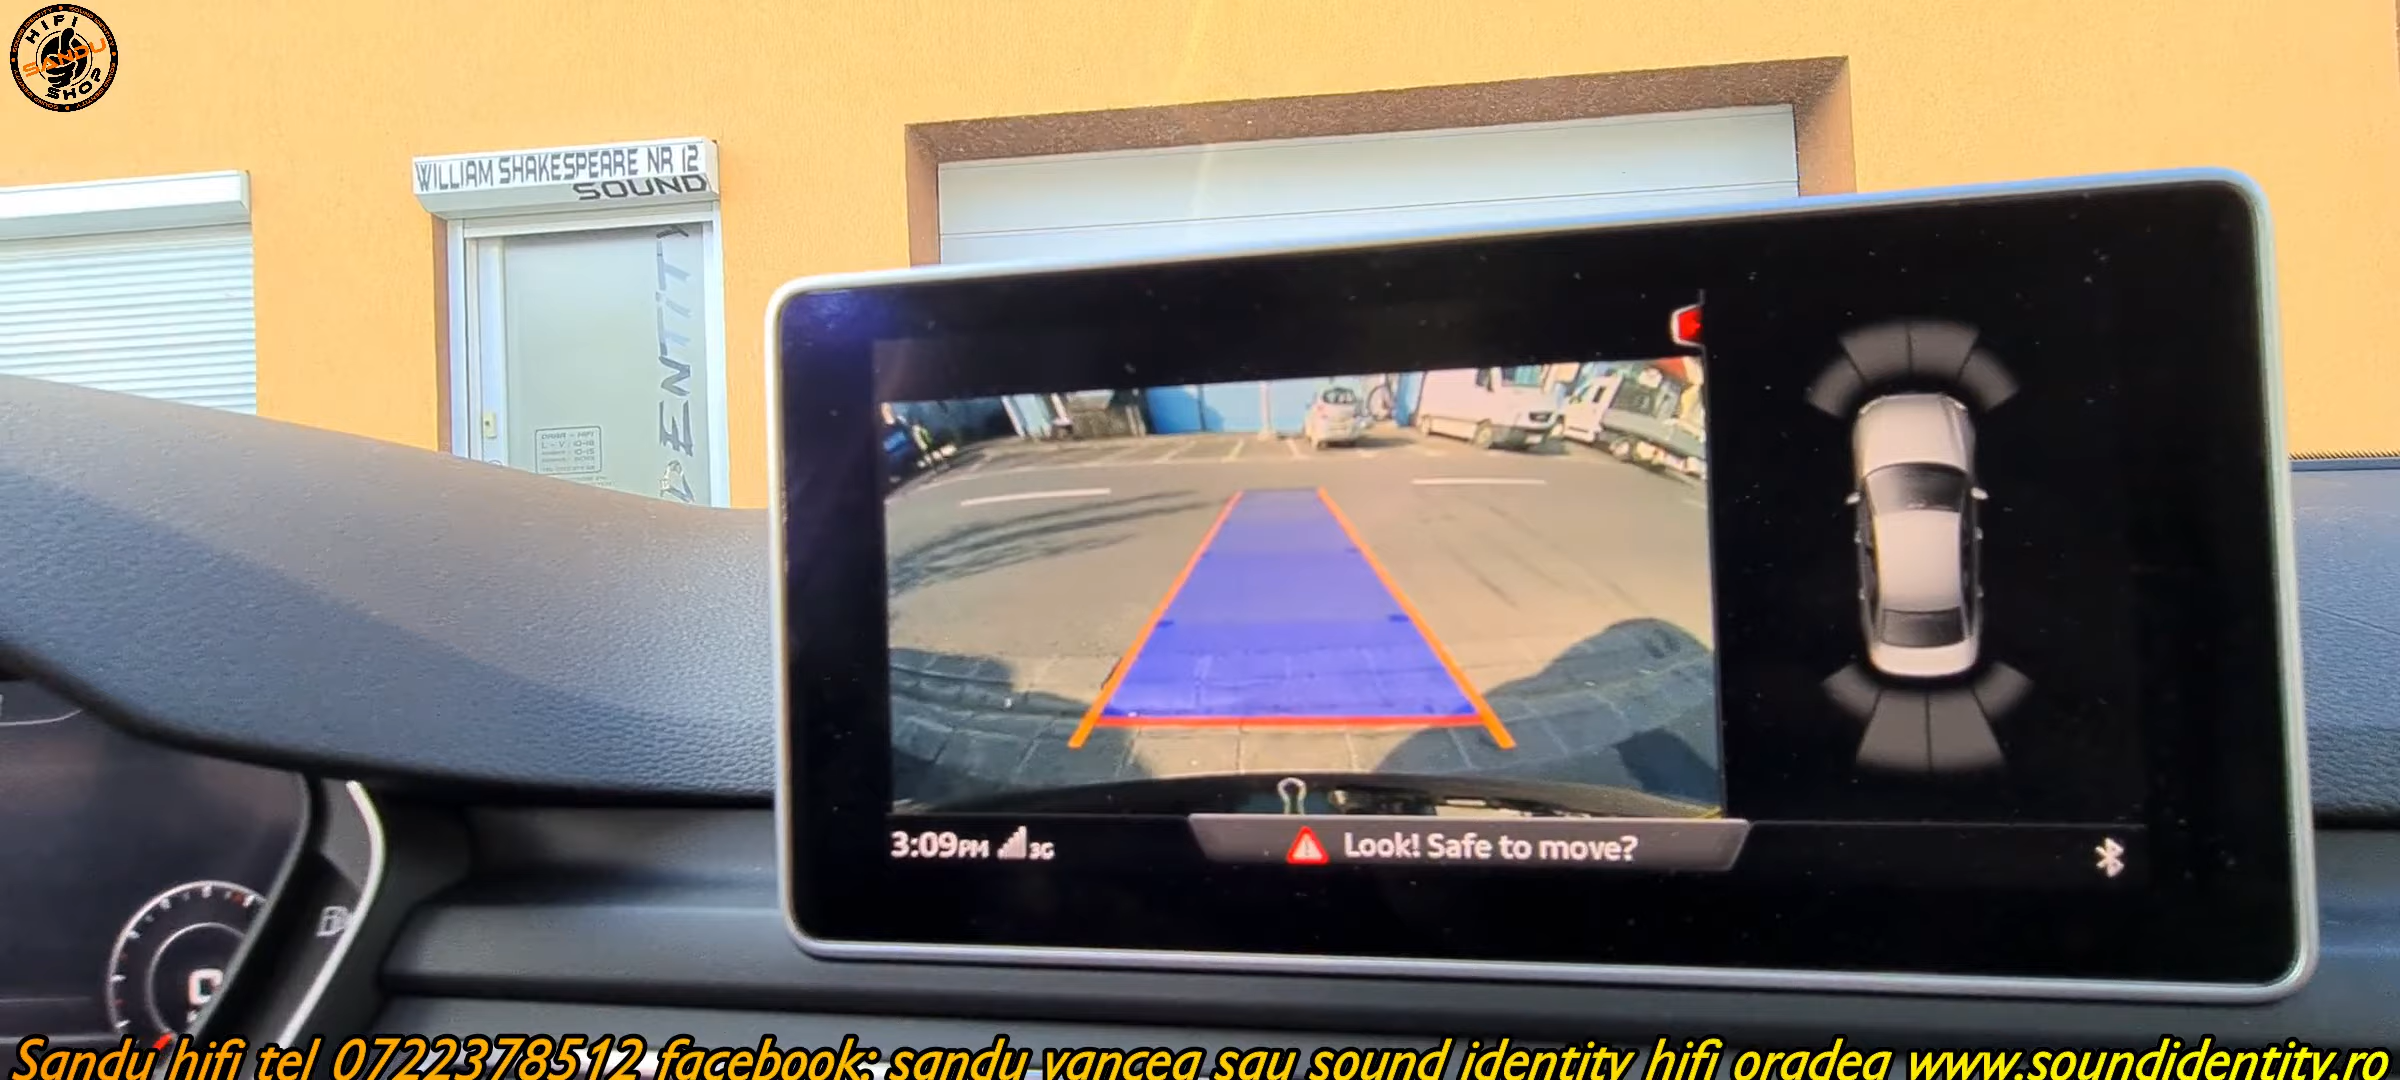 HIFI
SANDU
SHOP
WILLIAM SHAKESPEARE NR 12
SOUND
IDENTITY
3:09PM 3G
Look! Safe to move?
Sandu hifi tel 0722378512 facebook: sandu vancea sau sound identity hifi oradea www.soundidentity.ro